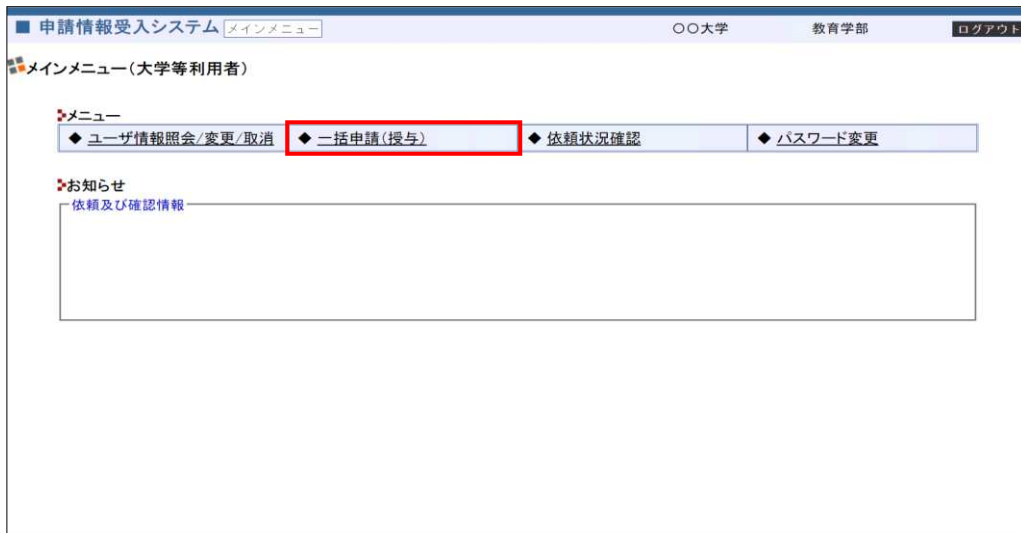 ■ 申請情報受入システム メインメニュー 〇〇大学 教育学部 ログアウト
メインメニュー(大学等利用者)
メニュー
◆ ユーザ情報照会/変更/取消 ◆ 一括申請(授与) ◆ 依頼状況確認 ◆ パスワード変更
お知らせ
依頼及び確認情報